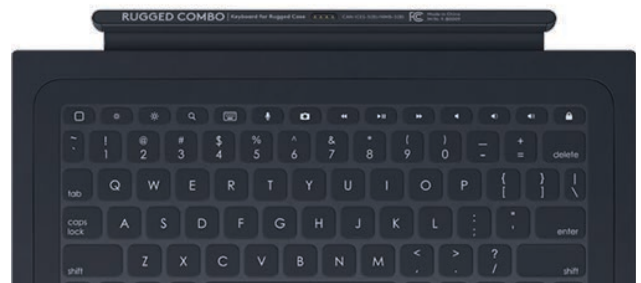 RUGGED COMBO | Keyboard for Rugged Case
~ ! @ # $ % ^ & * ( ) _ +
` 1 2 3 4 5 6 7 8 9 0 - = delete
tab Q W E R T Y U I O P { [ } ] | \
caps lock A S D F G H J K L : ; " ' enter
shift Z X C V B N M < , > . ? / shift